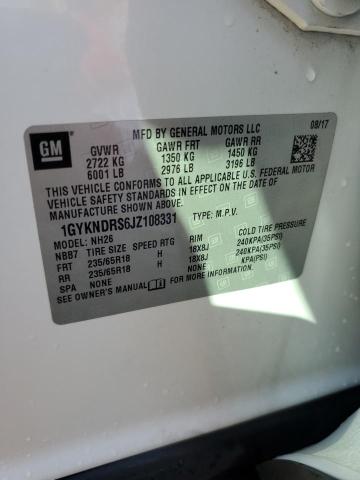 GM
MFD BY GENERAL MOTORS LLC 08/17
GVWR GAWR FRT GAWR RR
2722 KG 1350 KG 1450 KG
6001 LB 2976 LB 3196 LB
THIS VEHICLE CONFORMS TO ALL APPLICABLE U.S. FEDERAL MOTOR
VEHICLE SAFETY STANDARDS IN EFFECT ON THE DATE OF
MANUFACTURE SHOWN ABOVE.
1GYKNDRS6JZ108331 TYPE: M.P.V.
MODEL: NH26
NBB7 TIRE SIZE SPEED RTG RIM COLD TIRE PRESSURE
FRT 235/65R18 H 18X8J 240KPA(35PSI)
RR 235/65R18 H 18X8J 240KPA(35PSI)
SPA NONE NONE KPA(PSI)
SEE OWNER'S MANUAL FOR ADDITIONAL INFORMATION.